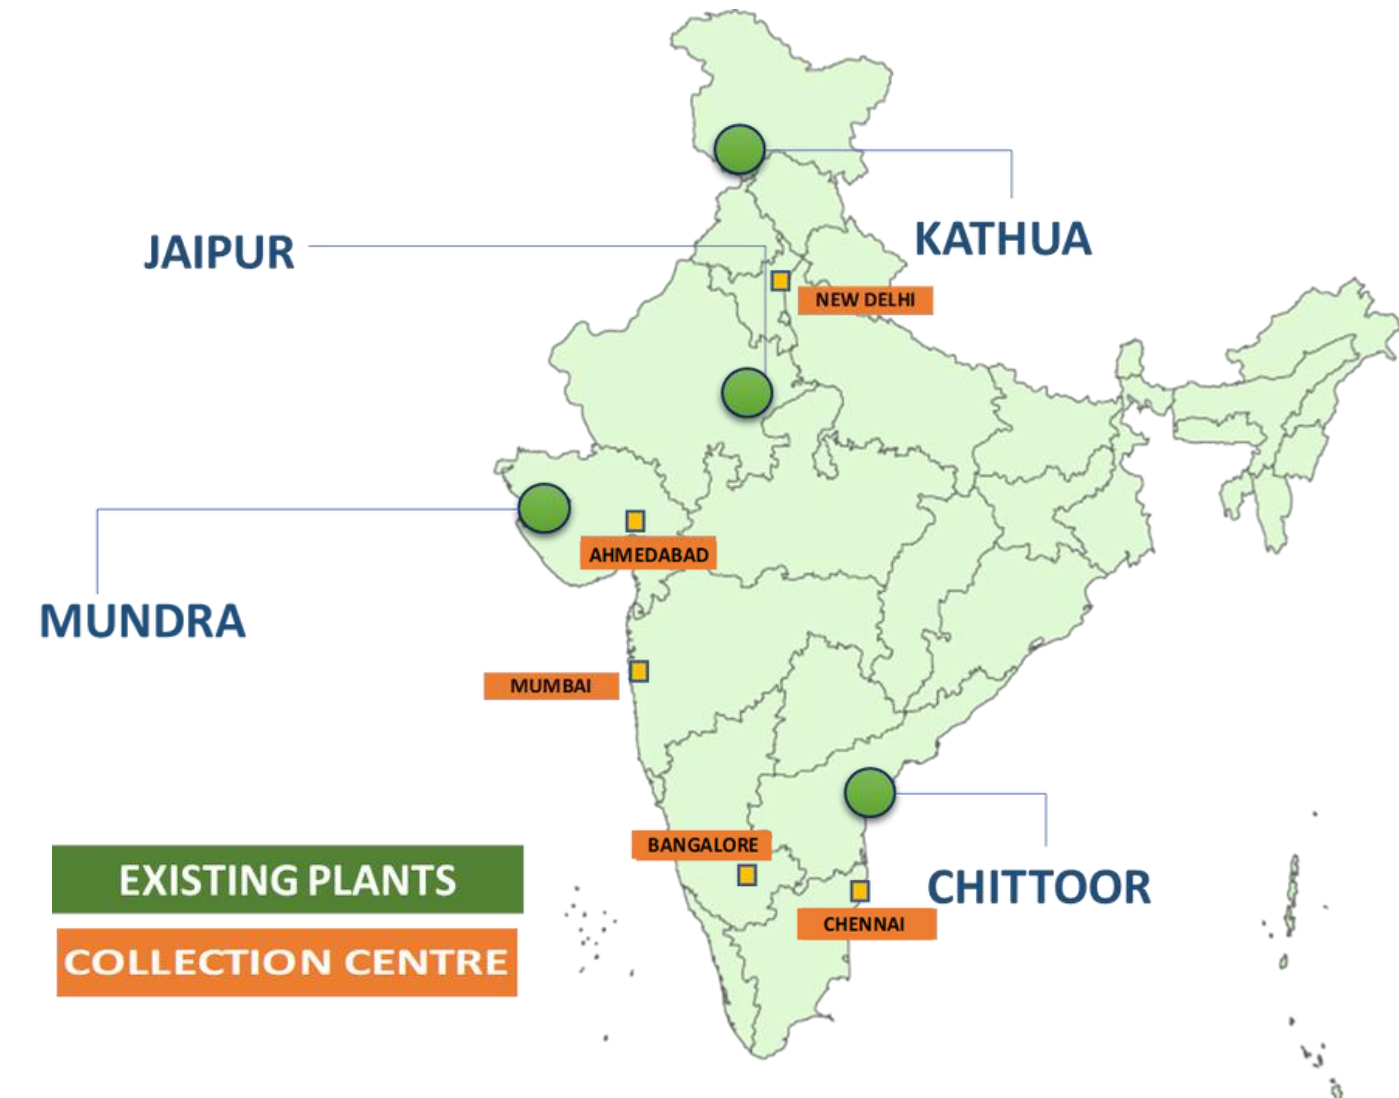 KATHUA
JAIPUR
NEW DELHI
AHMEDABAD
MUNDRA
MUMBAI
BANGALORE
EXISTING PLANTS
CHITTOOR
CHENNAI
COLLECTION CENTRE